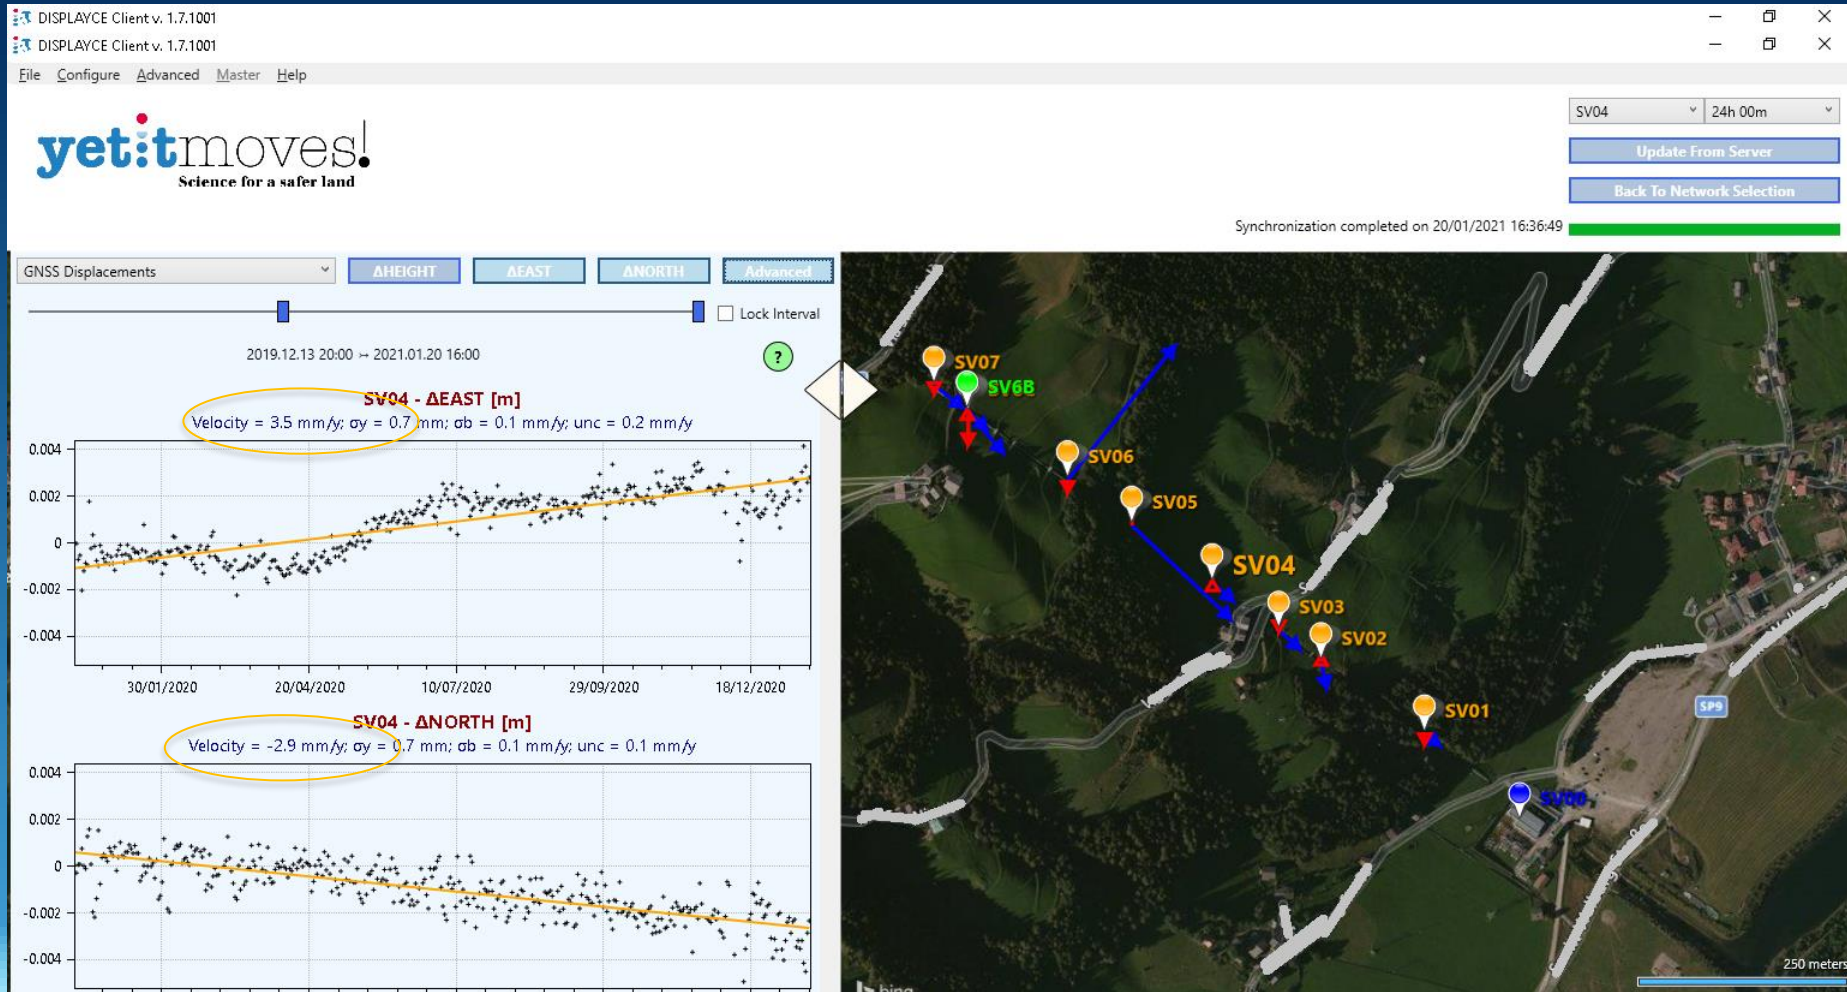 DISPLAYCE Client v. 1.7.1001
DISPLAYCE Client v. 1.7.1001
File Configure Advanced Master Help
yetitmoves!
Science for a safer land
SV04 24h 00m
Update From Server
Back To Network Selection
Synchronization completed on 20/01/2021 16:36:49
GNSS Displacements ΔHEIGHT ΔEAST ΔNORTH Advanced
Lock Interval
2019.12.13 20:00 ↦ 2021.01.20 16:00
?
SV04 - ΔEAST [m]
Velocity = 3.5 mm/y; σy = 0.7 mm; σb = 0.1 mm/y; unc = 0.2 mm/y
0.004
0.002
0
-0.002
-0.004
30/01/2020 20/04/2020 10/07/2020 29/09/2020 18/12/2020
SV04 - ΔNORTH [m]
Velocity = -2.9 mm/y; σy = 0.7 mm; σb = 0.1 mm/y; unc = 0.1 mm/y
0.004
0.002
0
-0.002
-0.004
SV07
SV6B
SV06
SV05
SV04
SV03
SV02
SV01
SP9
SV00
250 meters
bing